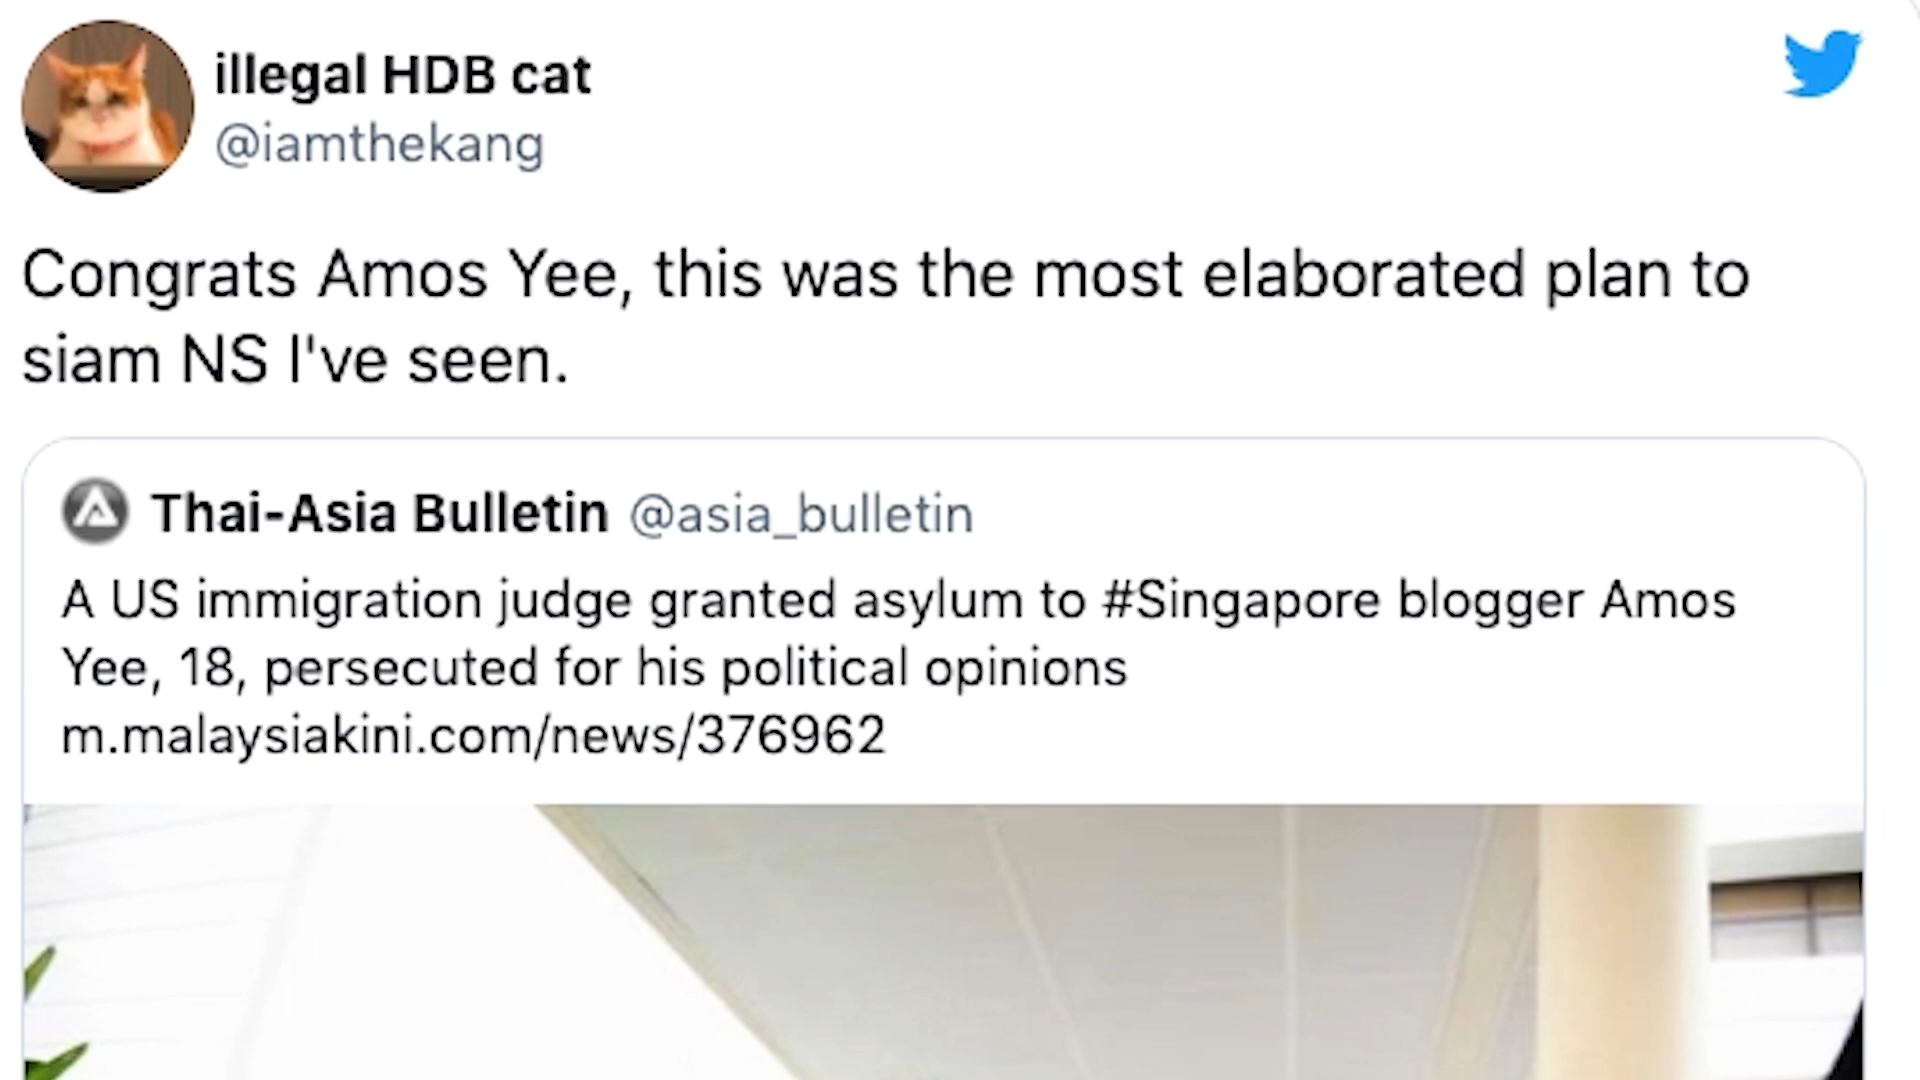 illegal HDB cat
@iamthekang
Congrats Amos Yee, this was the most elaborated plan to
siam NS I've seen.
Thai-Asia Bulletin @asia_bulletin
A US immigration judge granted asylum to #Singapore blogger Amos
Yee, 18, persecuted for his political opinions
m.malaysiakini.com/news/376962